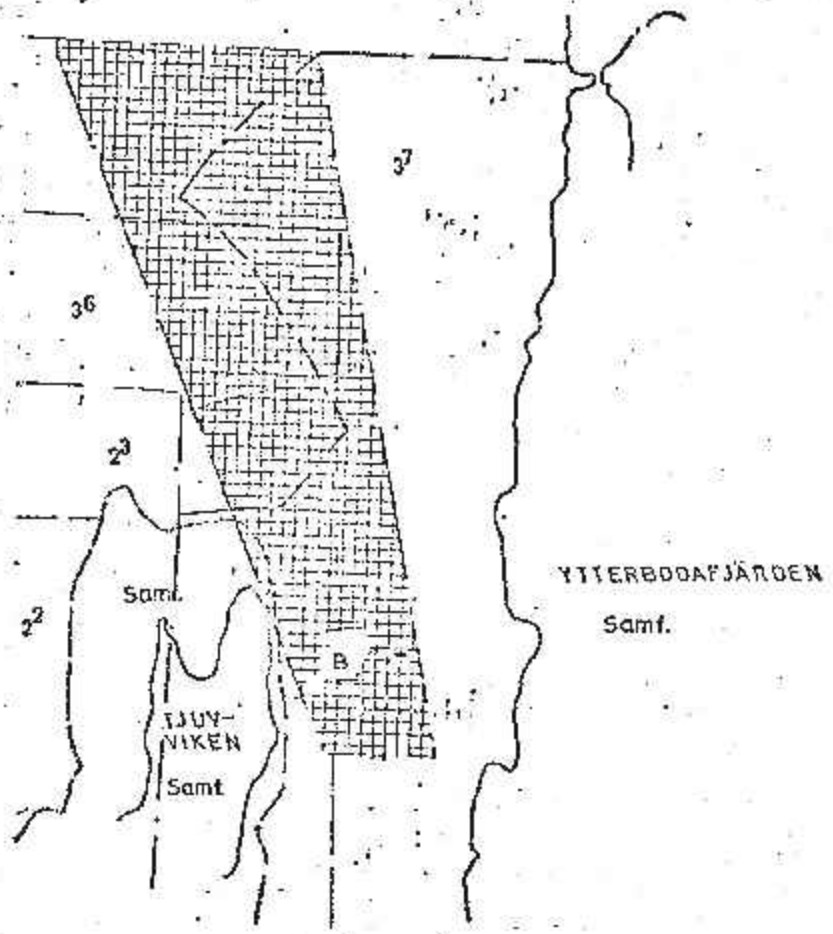 3⁷
3⁶
2³
2²
Samf.
YTTERBODAFJÄRDEN
Samf.
B
TJUV-
VIKEN
Samf